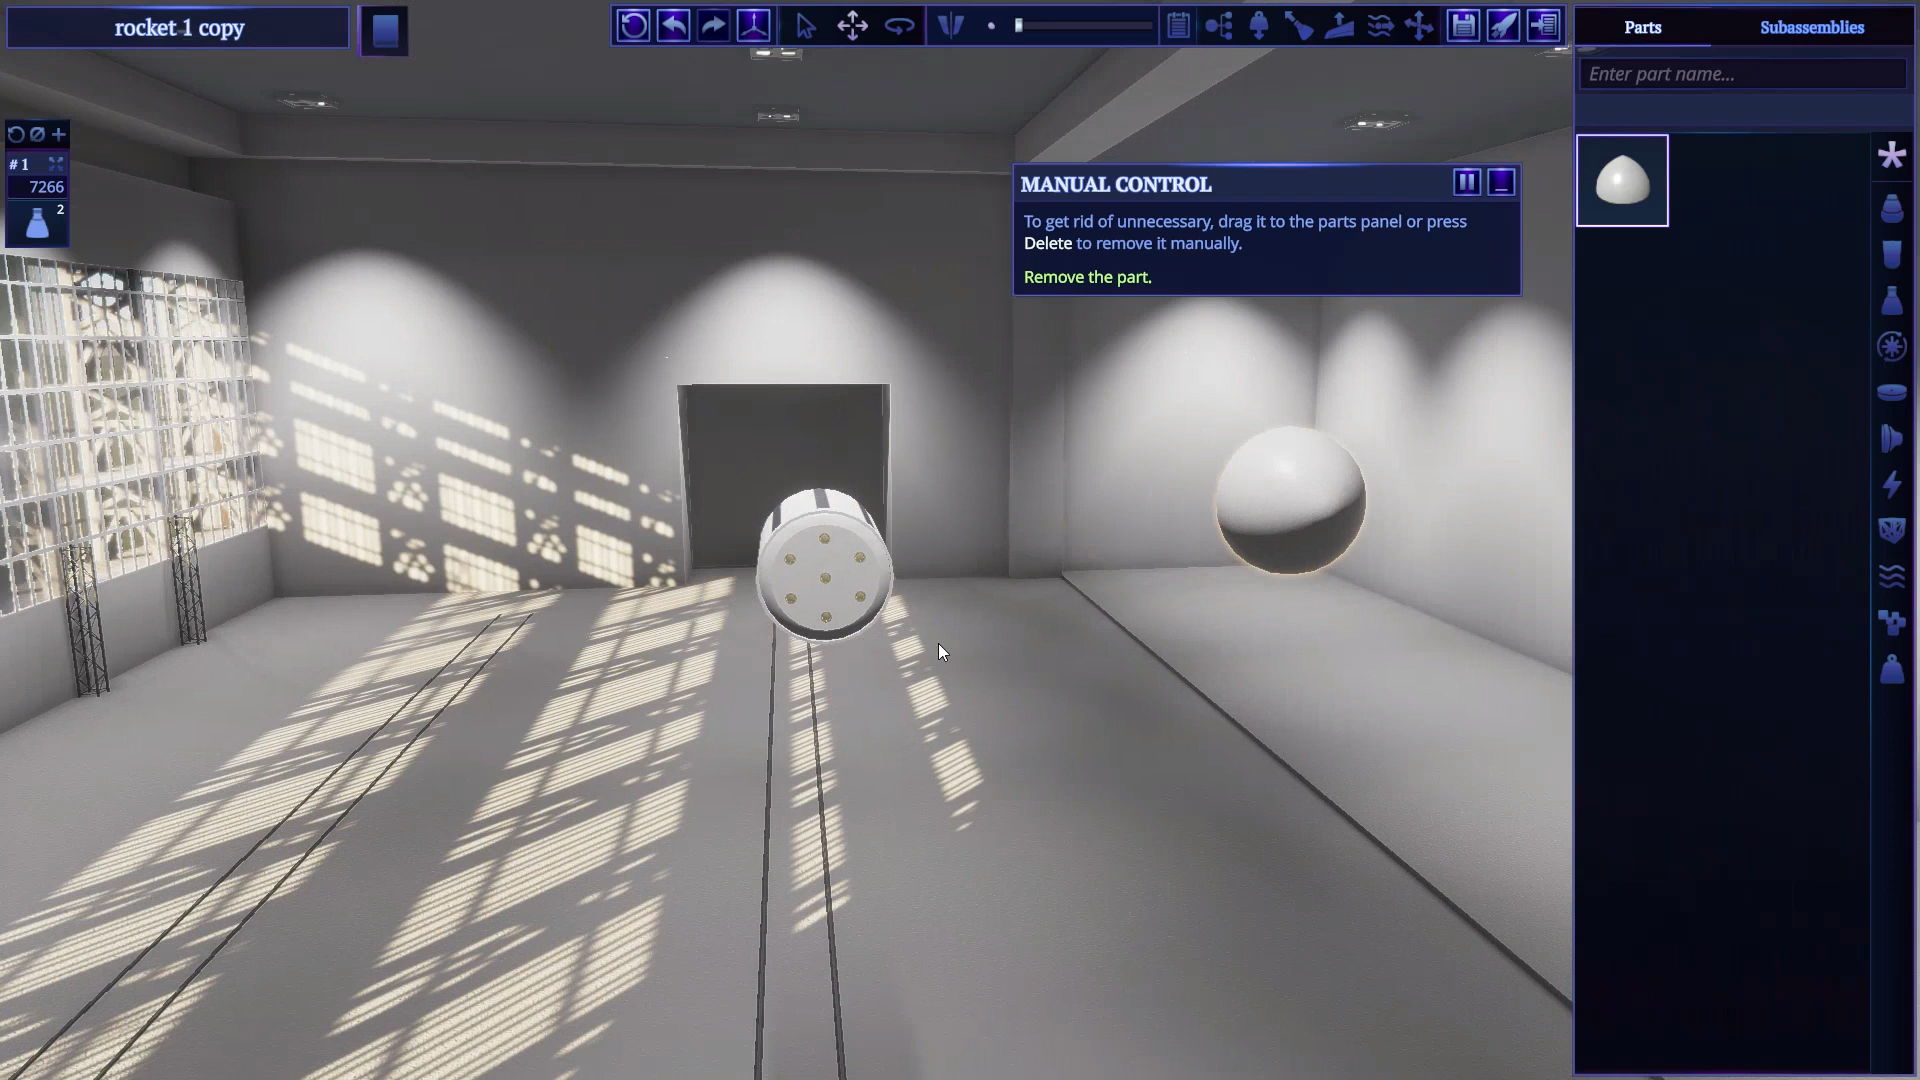 rocket 1 copy
Parts
Subassemblies
Enter part name...
# 1
7266
2
MANUAL CONTROL
To get rid of unnecessary, drag it to the parts panel or press
Delete to remove it manually.
Remove the part.